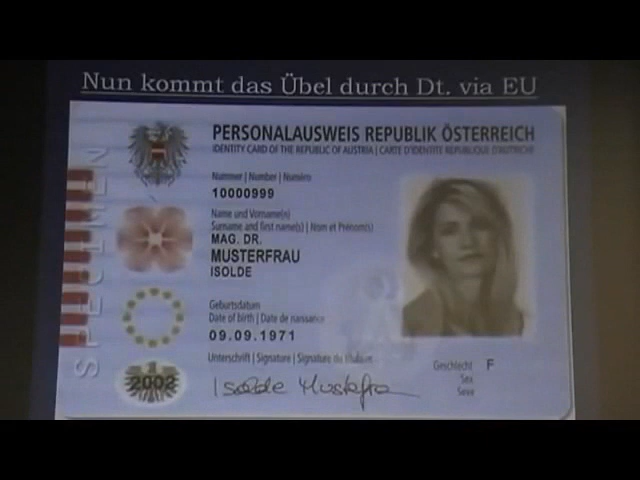 Nun kommt das Übel durch Dt. via EU
PERSONALAUSWEIS REPUBLIK ÖSTERREICH
IDENTITY CARD OF THE REPUBLIC OF AUSTRIA | CARTE D'IDENTITÉ RÉPUBLIQUE D'AUTRICHE
Nummer | Number | Numéro
10000999
Name und Vorname(n)
Surname and first name(s) | Nom et Prénom(s)
MAG. DR.
MUSTERFRAU
ISOLDE
Geburtsdatum
Date of birth | Date de naissance
09.09.1971
Unterschrift | Signature | Signature du titulaire
Isolde Musterfrau
Geschlecht F
Sex
Sexe
SPECIMEN
2002